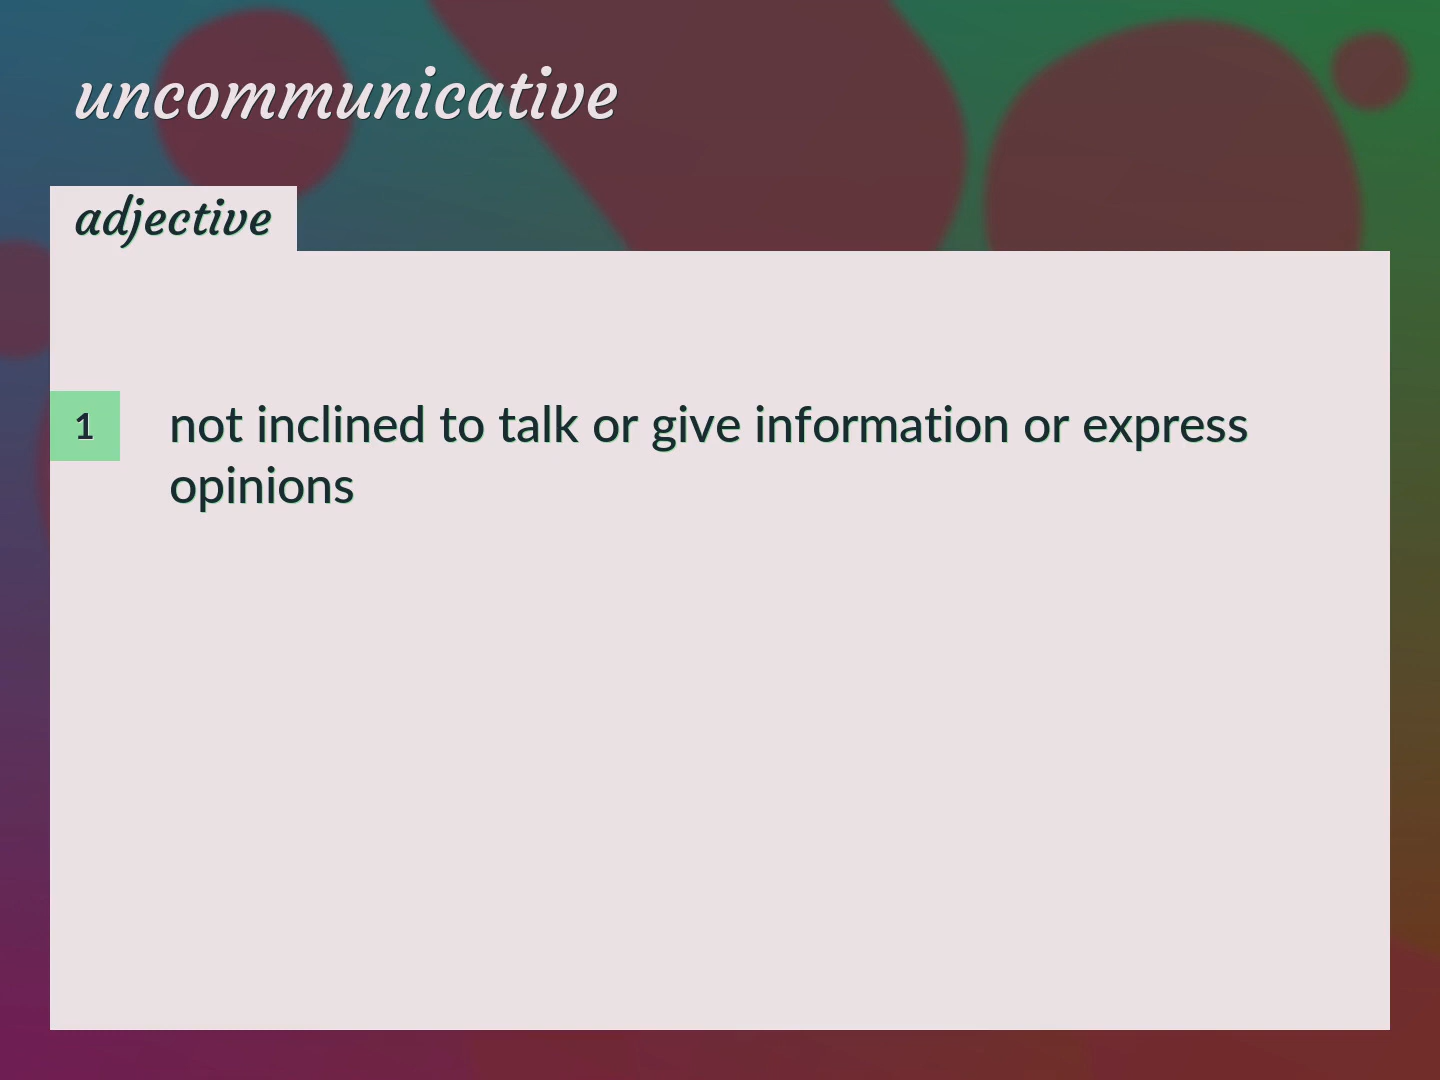 uncommunicative
adjective
1 not inclined to talk or give information or express
opinions